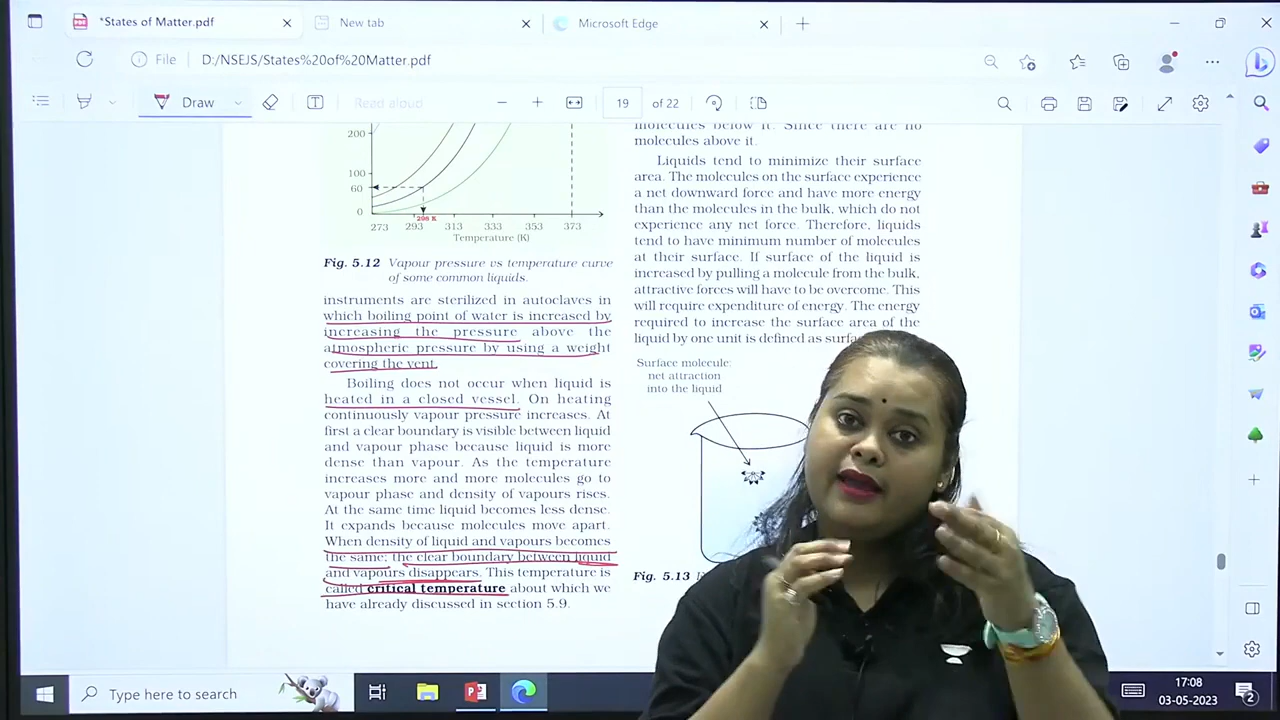 *States of Matter.pdf
New tab
Microsoft Edge
File
D:/NSEJS/States%20of%20Matter.pdf
Draw
Read aloud
19
of 22
200
100
60
0
298 K
273
293
313
333
353
373
Temperature (K)
Fig. 5.12 Vapour pressure vs temperature curve
of some common liquids.
instruments are sterilized in autoclaves in
which boiling point of water is increased by
increasing the pressure above the
atmospheric pressure by using a weight
covering the vent.
Boiling does not occur when liquid is
heated in a closed vessel. On heating
continuously vapour pressure increases. At
first a clear boundary is visible between liquid
and vapour phase because liquid is more
dense than vapour. As the temperature
increases more and more molecules go to
vapour phase and density of vapours rises.
At the same time liquid becomes less dense.
It expands because molecules move apart.
When density of liquid and vapours becomes
the same; the clear boundary between liquid
and vapours disappears. This temperature is
called critical temperature about which we
have already discussed in section 5.9.
molecules below it. Since there are no
molecules above it.
Liquids tend to minimize their surface
area. The molecules on the surface experience
a net downward force and have more energy
than the molecules in the bulk, which do not
experience any net force. Therefore, liquids
tend to have minimum number of molecules
at their surface. If surface of the liquid is
increased by pulling a molecule from the bulk,
attractive forces will have to be overcome. This
will require expenditure of energy. The energy
required to increase the surface area of the
liquid by one unit is defined as
Surface molecule:
net attraction
into the liquid
Fig. 5.13
Type here to search
17:08
03-05-2023
2